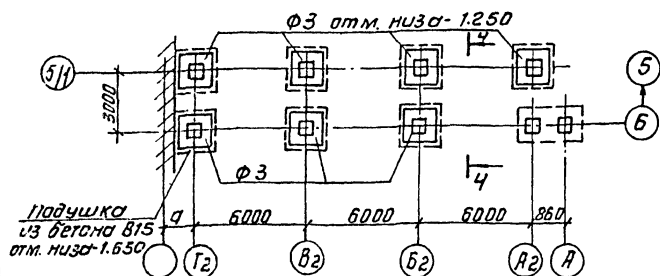 Ф3 отм. низа-1.250
4
5/1
5
3000
6
Ф3
4
Подушка
из бетона В15
отм. низа-1.650
а
6000
6000
6000
860
Г2
В2
Б2
А2
А